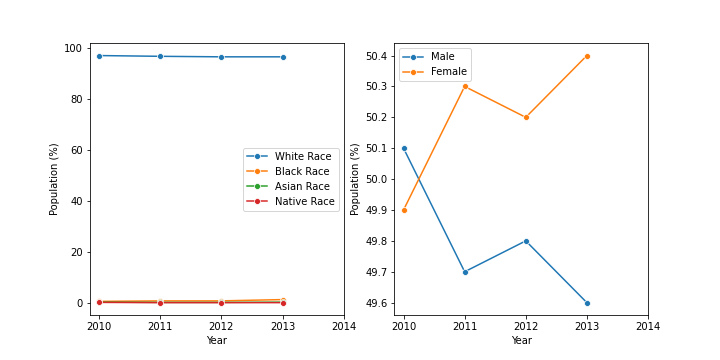 100
80
60
40
20
0
Population (%)
White Race
Black Race
Asian Race
Native Race
2010 2011 2012 2013 2014
Year
50.4
50.3
50.2
50.1
50.0
49.9
49.8
49.7
49.6
Population (%)
Male
Female
2010 2011 2012 2013 2014
Year